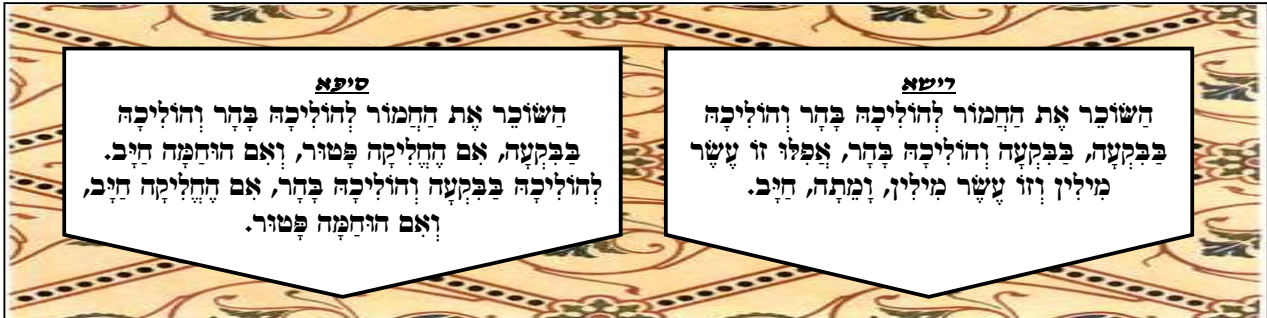 רישא
הַשּׂוֹכֵר אֶת הַחֲמוֹר לְהוֹלִיכָהּ בָּהָר וְהוֹלִיכָהּ
בַּבִּקְעָה, בַּבִּקְעָה וְהוֹלִיכָהּ בָּהָר, אֲפִלּוּ זוֹ עֶשֶׂר
מִילִין וְזוֹ עֶשֶׂר מִילִין, וָמֵתָה, חַיָּב.
סיפא
הַשּׂוֹכֵר אֶת הַחֲמוֹר לְהוֹלִיכָהּ בָּהָר וְהוֹלִיכָהּ
בַּבִּקְעָה, אִם הֶחֱלִיקָה פָּטוּר, וְאִם הוּחַמָּה חַיָּב.
לְהוֹלִיכָהּ בַּבִּקְעָה וְהוֹלִיכָהּ בָּהָר, אִם הֶחֱלִיקָה חַיָּב,
וְאִם הוּחַמָּה פָּטוּר.